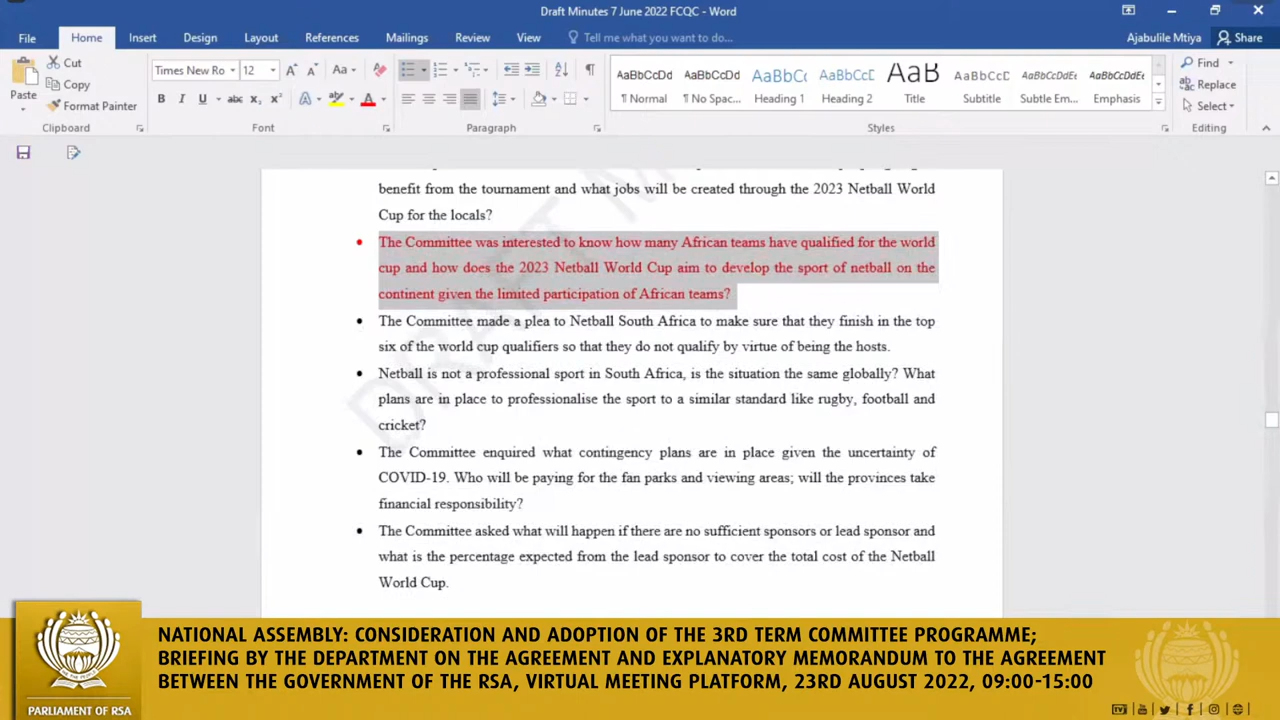 Draft Minutes 7 June 2022 FCQC - Word
File Home Insert Design Layout References Mailings Review View Tell me what you want to do... Ajabulile Mtiya Share
Paste
Cut
Copy
Format Painter
Clipboard
Times New Ro 12
B I U abc x₂ x²
Font
Paragraph
AaBbCcDd AaBbCcDd AaBbCc AaBbCcDd AaB AaBbCcDd AaBbCcDdEe AaBbCcDdEe
¶ Normal ¶ No Spac... Heading 1 Heading 2 Title Subtitle Subtle Em... Emphasis
Styles
Find
Replace
Select
Editing
benefit from the tournament and what jobs will be created through the 2023 Netball World
Cup for the locals?
• The Committee was interested to know how many African teams have qualified for the world
cup and how does the 2023 Netball World Cup aim to develop the sport of netball on the
continent given the limited participation of African teams?
• The Committee made a plea to Netball South Africa to make sure that they finish in the top
six of the world cup qualifiers so that they do not qualify by virtue of being the hosts.
• Netball is not a professional sport in South Africa, is the situation the same globally? What
plans are in place to professionalise the sport to a similar standard like rugby, football and
cricket?
• The Committee enquired what contingency plans are in place given the uncertainty of
COVID-19. Who will be paying for the fan parks and viewing areas; will the provinces take
financial responsibility?
• The Committee asked what will happen if there are no sufficient sponsors or lead sponsor and
what is the percentage expected from the lead sponsor to cover the total cost of the Netball
World Cup.
DRAFT M
NATIONAL ASSEMBLY: CONSIDERATION AND ADOPTION OF THE 3RD TERM COMMITTEE PROGRAMME;
BRIEFING BY THE DEPARTMENT ON THE AGREEMENT AND EXPLANATORY MEMORANDUM TO THE AGREEMENT
BETWEEN THE GOVERNMENT OF THE RSA, VIRTUAL MEETING PLATFORM, 23RD AUGUST 2022, 09:00-15:00
PARLIAMENT OF RSA